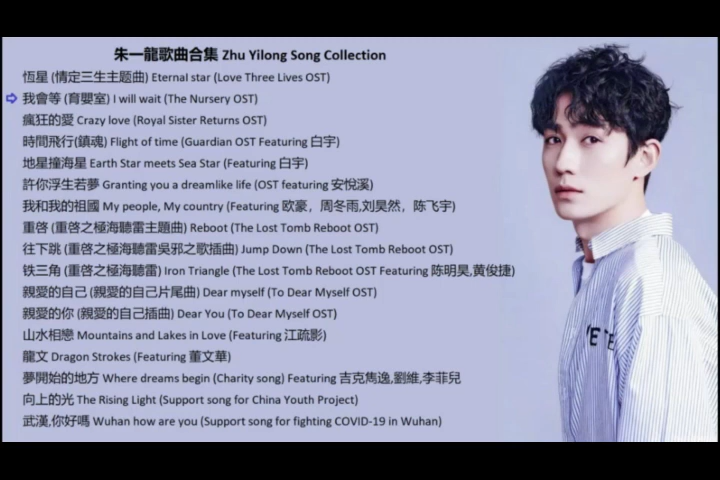 朱一龍歌曲合集 Zhu Yilong Song Collection
恆星 (情定三生主題曲) Eternal star (Love Three Lives OST)
我會等 (育嬰室) I will wait (The Nursery OST)
瘋狂的愛 Crazy love (Royal Sister Returns OST)
時間飛行(鎮魂) Flight of time (Guardian OST Featuring 白宇)
地星撞海星 Earth Star meets Sea Star (Featuring 白宇)
許你浮生若夢 Granting you a dreamlike life (OST featuring 安悅溪)
我和我的祖國 My people, My country (Featuring 欧豪，周冬雨,刘昊然，陈飞宇)
重啓 (重啓之極海聽雷主題曲) Reboot (The Lost Tomb Reboot OST)
往下跳 (重啓之極海聽雷吳邪之歌插曲) Jump Down (The Lost Tomb Reboot OST)
铁三角 (重啓之極海聽雷) Iron Triangle (The Lost Tomb Reboot OST Featuring 陈明昊,黄俊捷)
親愛的自己 (親愛的自己片尾曲) Dear myself (To Dear MySelf OST)
親愛的你 (親愛的自己插曲) Dear You (To Dear MySelf OST)
山水相戀 Mountains and Lakes in Love (Featuring 江疏影)
龍文 Dragon Strokes (Featuring 董文華)
夢開始的地方 Where dreams begin (Charity song) Featuring 吉克雋逸,劉維,李菲兒
向上的光 The Rising Light (Support song for China Youth Project)
武漢,你好嗎 Wuhan how are you (Support song for fighting COVID-19 in Wuhan)